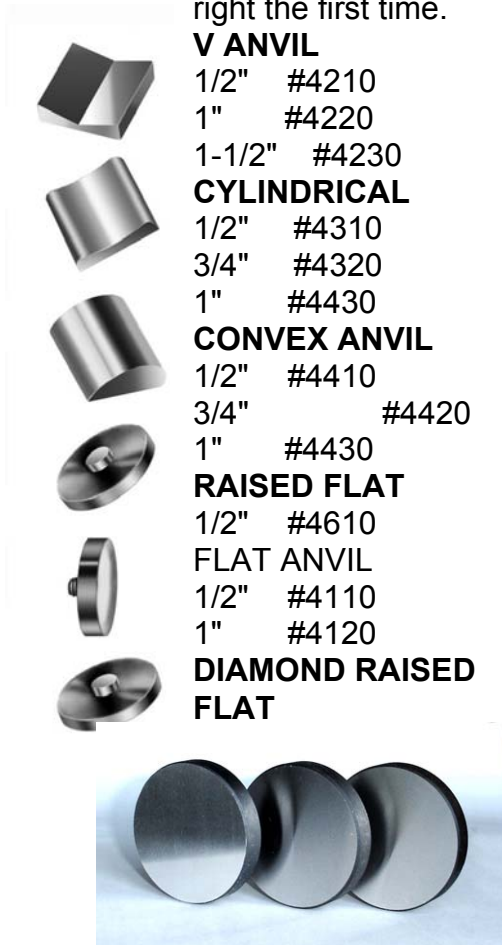 right the first time.
V ANVIL
1/2" #4210
1" #4220
1-1/2" #4230
CYLINDRICAL
1/2" #4310
3/4" #4320
1" #4430
CONVEX ANVIL
1/2" #4410
3/4" #4420
1" #4430
RAISED FLAT
1/2" #4610
FLAT ANVIL
1/2" #4110
1" #4120
DIAMOND RAISED
FLAT